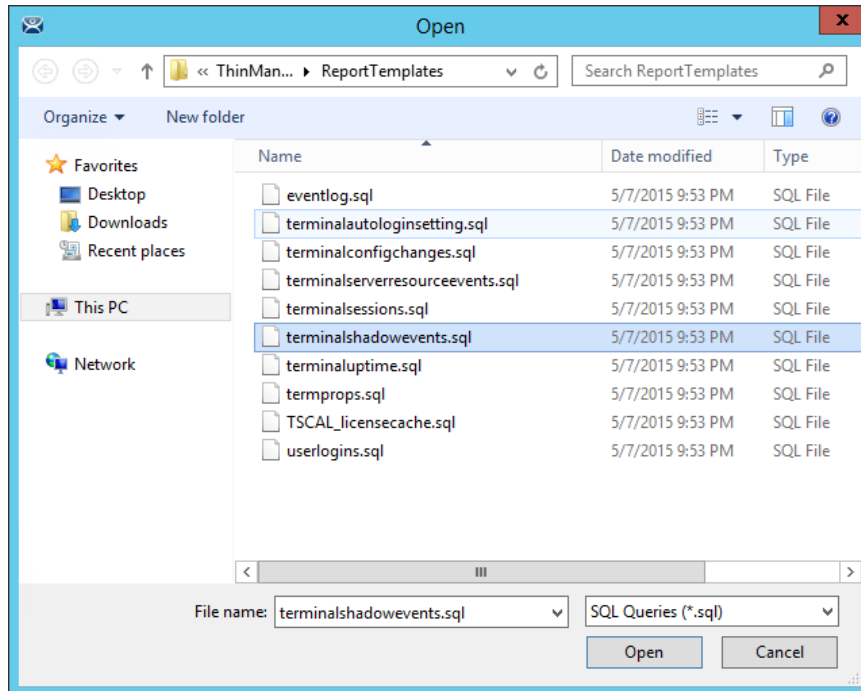 Open
x
« ThinMan... ReportTemplates Search ReportTemplates
Organize New folder
Favorites
Desktop
Downloads
Recent places
This PC
Network
Name Date modified Type
eventlog.sql 5/7/2015 9:53 PM SQL File
terminalautologinsetting.sql 5/7/2015 9:53 PM SQL File
terminalconfigchanges.sql 5/7/2015 9:53 PM SQL File
terminalserverresourceevents.sql 5/7/2015 9:53 PM SQL File
terminalsessions.sql 5/7/2015 9:53 PM SQL File
terminalshadowevents.sql 5/7/2015 9:53 PM SQL File
terminaluptime.sql 5/7/2015 9:53 PM SQL File
termprops.sql 5/7/2015 9:53 PM SQL File
TSCAL_licensecache.sql 5/7/2015 9:53 PM SQL File
userlogins.sql 5/7/2015 9:53 PM SQL File
File name: terminalshadowevents.sql SQL Queries (*.sql)
Open Cancel